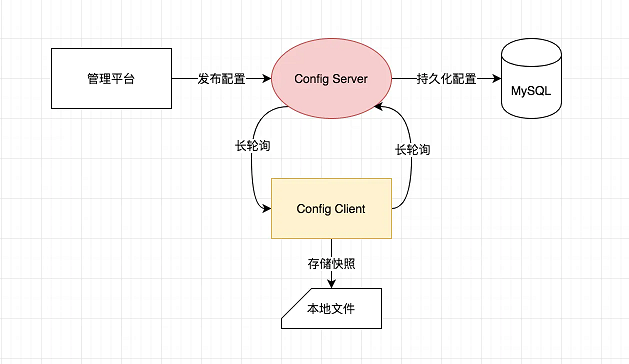 管理平台
发布配置
Config Server
持久化配置
MySQL
长轮询
长轮询
Config Client
存储快照
本地文件